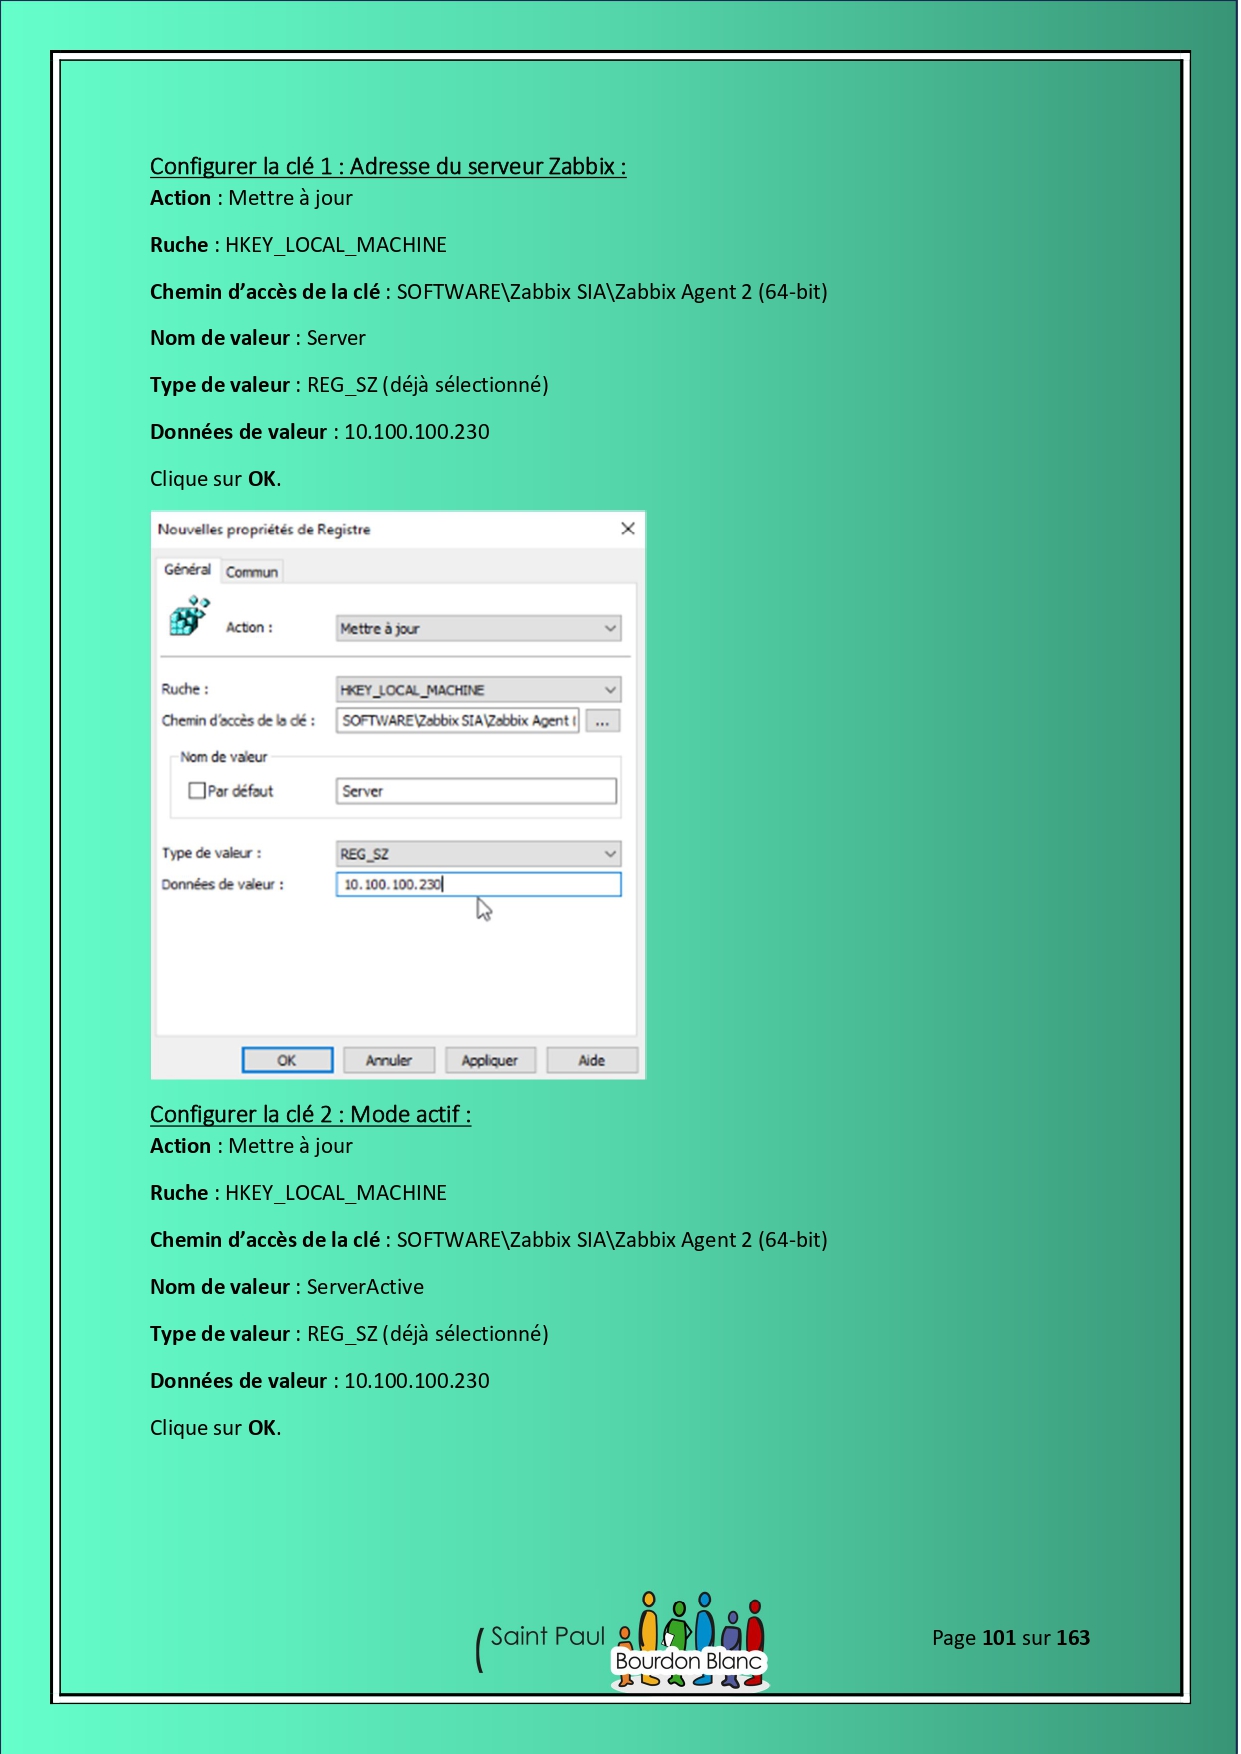 Configurer la clé 1 : Adresse du serveur Zabbix :
Action : Mettre à jour
Ruche : HKEY_LOCAL_MACHINE
Chemin d’accès de la clé : SOFTWARE\Zabbix SIA\Zabbix Agent 2 (64-bit)
Nom de valeur : Server
Type de valeur : REG_SZ (déjà sélectionné)
Données de valeur : 10.100.100.230
Clique sur OK.
Nouvelles propriétés de Registre
Général Commun
Action : Mettre à jour
Ruche : HKEY_LOCAL_MACHINE
Chemin d'accès de la clé : SOFTWARE\Zabbix SIA\Zabbix Agent ( ...
Nom de valeur
Par défaut Server
Type de valeur : REG_SZ
Données de valeur : 10.100.100.230
OK Annuler Appliquer Aide
Configurer la clé 2 : Mode actif :
Action : Mettre à jour
Ruche : HKEY_LOCAL_MACHINE
Chemin d’accès de la clé : SOFTWARE\Zabbix SIA\Zabbix Agent 2 (64-bit)
Nom de valeur : ServerActive
Type de valeur : REG_SZ (déjà sélectionné)
Données de valeur : 10.100.100.230
Clique sur OK.
Saint Paul
Bourdon Blanc
Page 101 sur 163